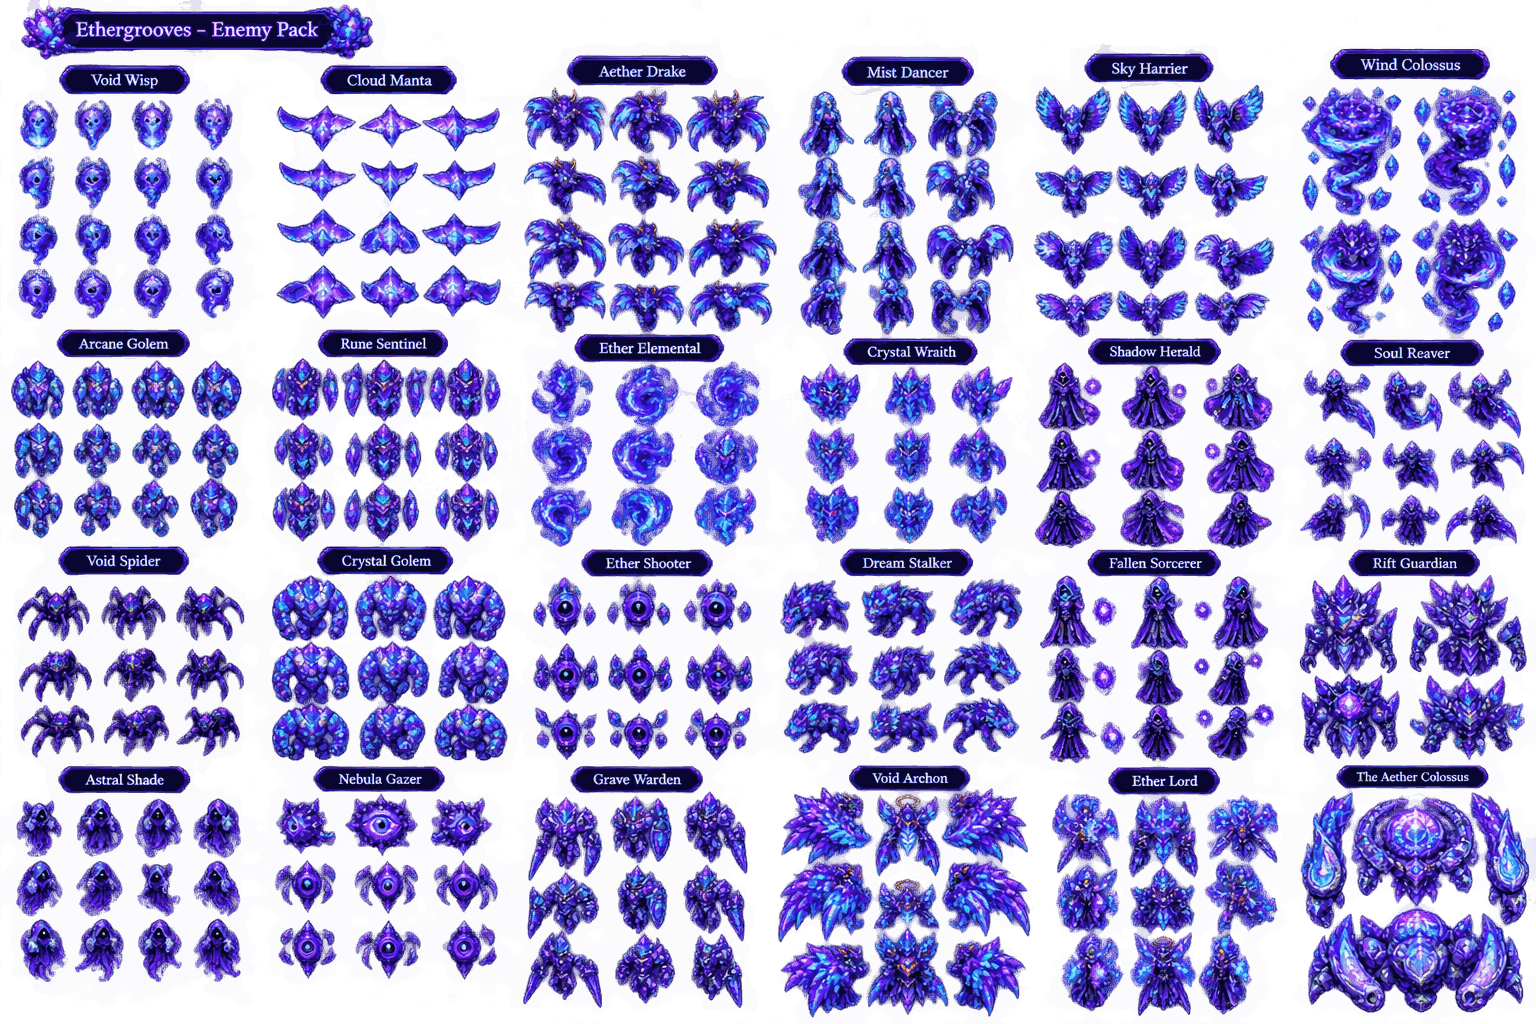 Ethergrooves – Enemy Pack
Void Wisp
Cloud Manta
Aether Drake
Mist Dancer
Sky Harrier
Wind Colossus
Arcane Golem
Rune Sentinel
Ether Elemental
Crystal Wraith
Shadow Herald
Soul Reaver
Void Spider
Crystal Golem
Ether Shooter
Dream Stalker
Fallen Sorcerer
Rift Guardian
Astral Shade
Nebula Gazer
Grave Warden
Void Archon
Ether Lord
The Aether Colossus